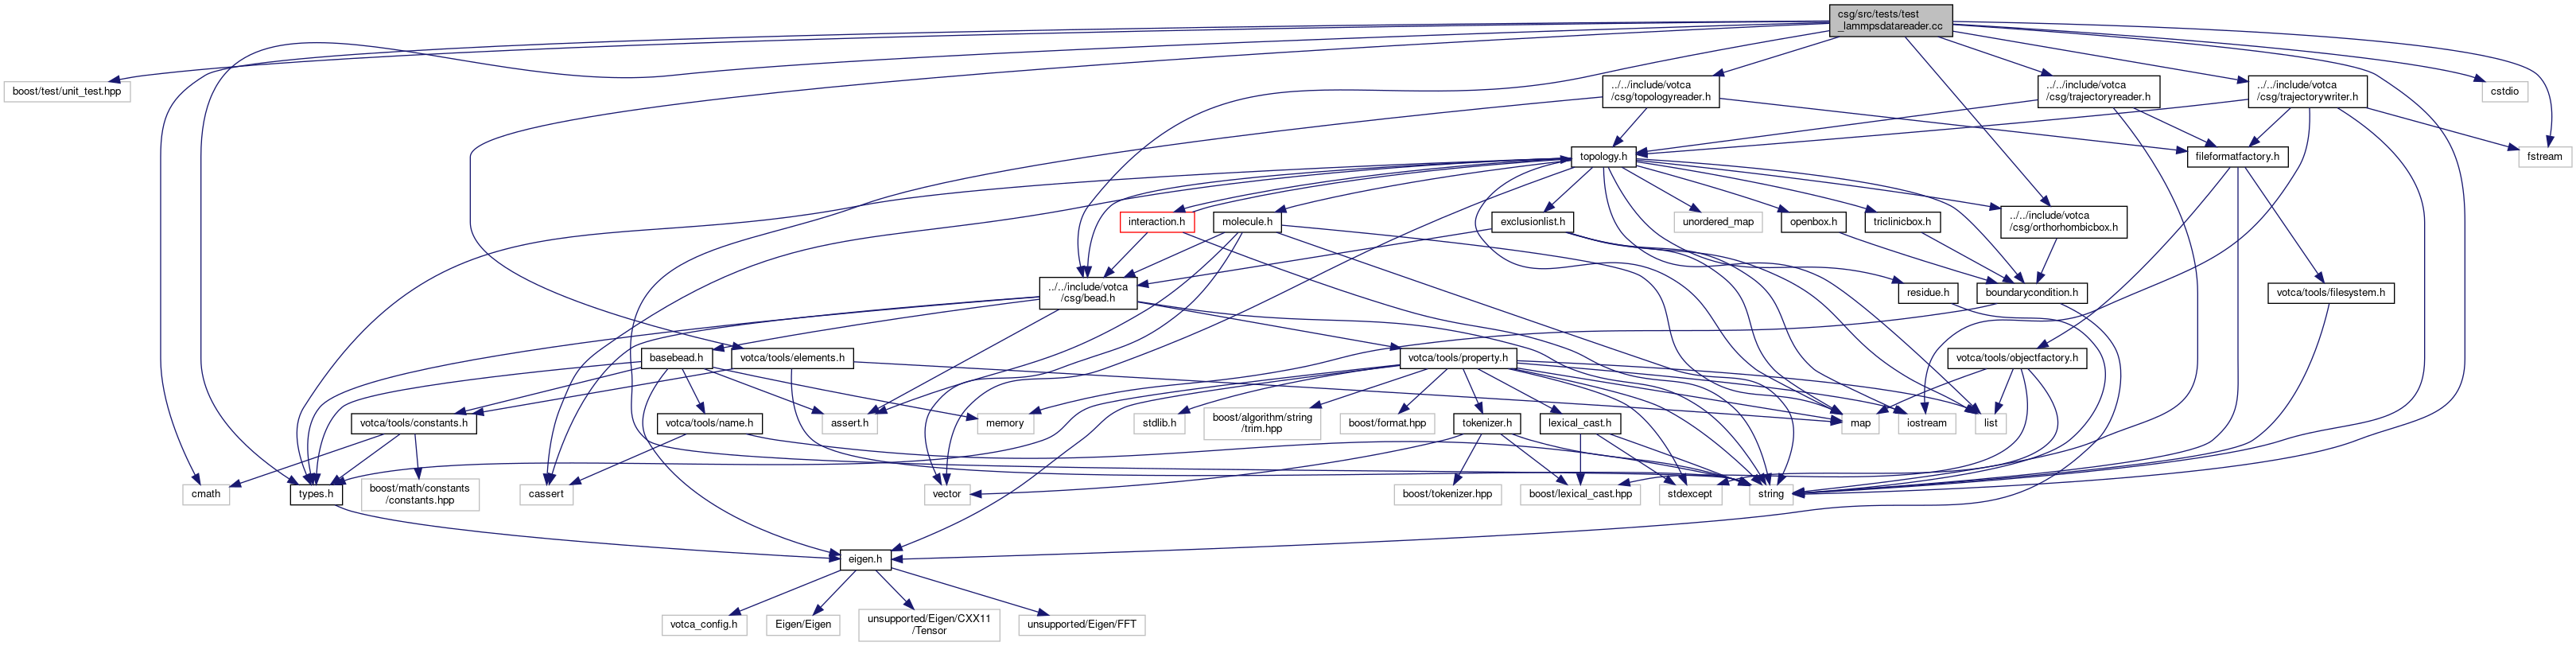 csg/src/tests/test
_lammpsdatareader.cc
boost/test/unit_test.hpp
../../include/votca
/csg/topologyreader.h
../../include/votca
/csg/trajectoryreader.h
../../include/votca
/csg/trajectorywriter.h
cstdio
topology.h
fileformatfactory.h
fstream
interaction.h
molecule.h
exclusionlist.h
unordered_map
openbox.h
triclinicbox.h
../../include/votca
/csg/orthorhombicbox.h
../../include/votca
/csg/bead.h
residue.h
boundarycondition.h
votca/tools/filesystem.h
basebead.h
votca/tools/elements.h
votca/tools/property.h
votca/tools/objectfactory.h
votca/tools/constants.h
votca/tools/name.h
assert.h
memory
stdlib.h
boost/algorithm/string
/trim.hpp
boost/format.hpp
tokenizer.h
lexical_cast.h
map
iostream
list
cmath
types.h
boost/math/constants
/constants.hpp
cassert
vector
boost/tokenizer.hpp
boost/lexical_cast.hpp
stdexcept
string
eigen.h
votca_config.h
Eigen/Eigen
unsupported/Eigen/CXX11
/Tensor
unsupported/Eigen/FFT